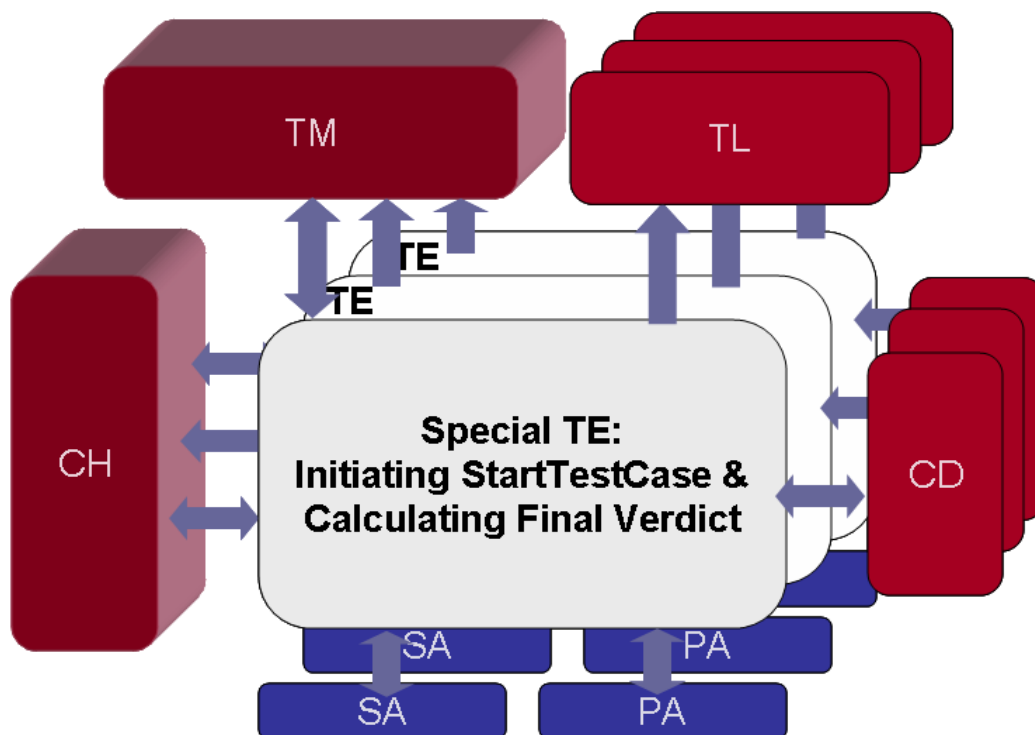 TM
TL
TE
TE
Special TE:
Initiating StartTestCase &
Calculating Final Verdict
CH
CD
SA
PA
SA
PA